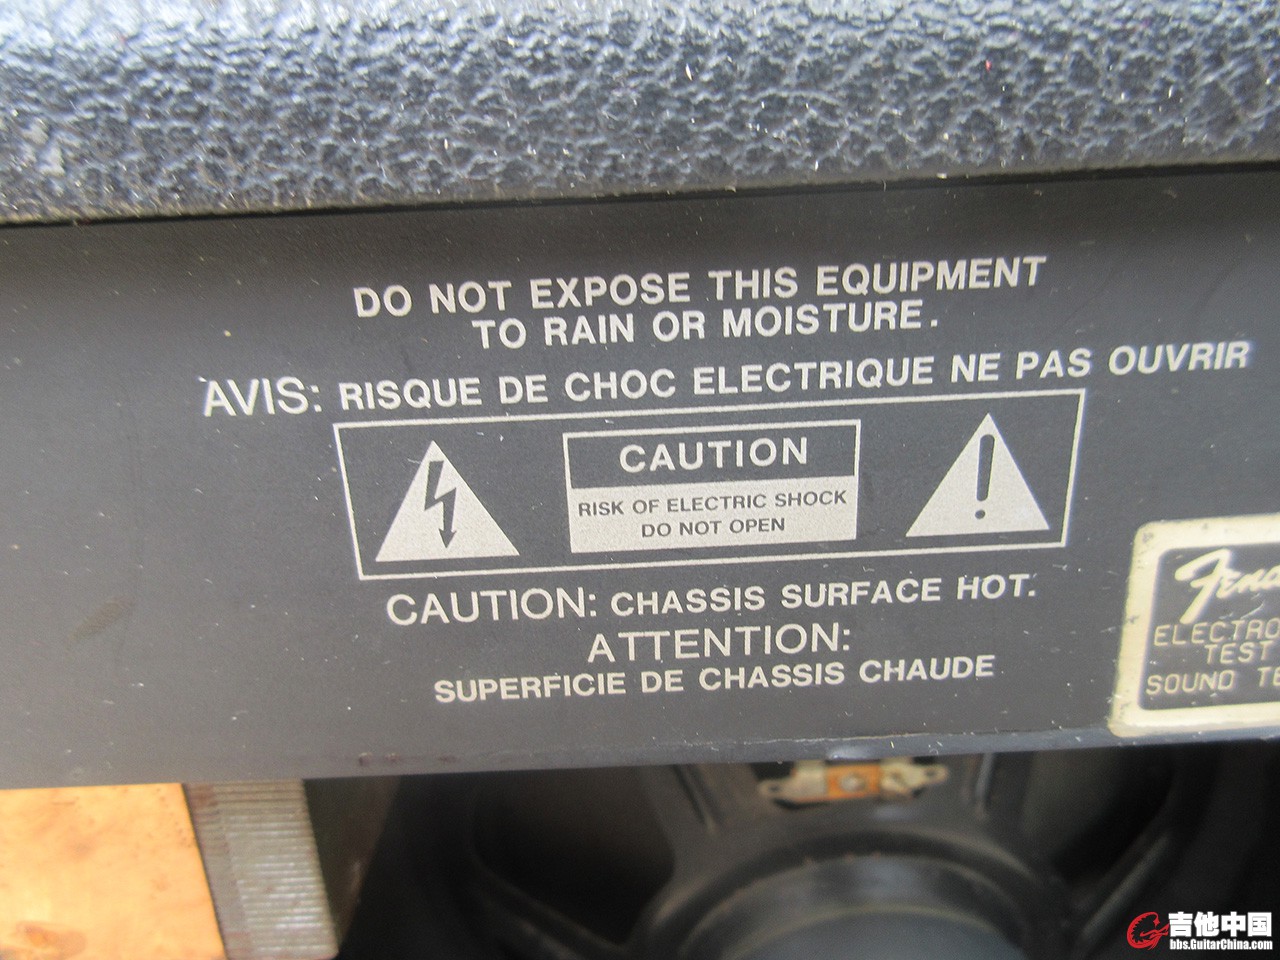 DO NOT EXPOSE THIS EQUIPMENT
TO RAIN OR MOISTURE.
AVIS: RISQUE DE CHOC ELECTRIQUE NE PAS OUVRIR
CAUTION
RISK OF ELECTRIC SHOCK
DO NOT OPEN
CAUTION: CHASSIS SURFACE HOT.
ATTENTION:
SUPERFICIE DE CHASSIS CHAUDE
TEST
SOUND
吉他中国
bbs.GuitarChina.com